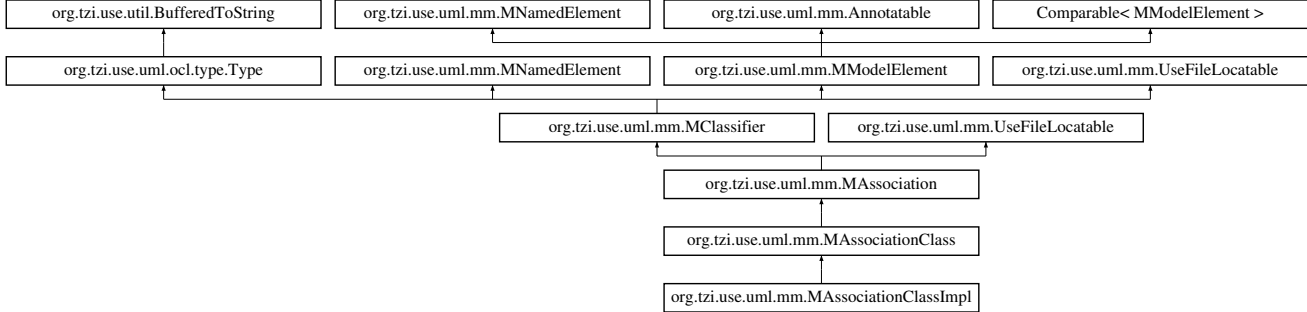 org.tzi.use.util.BufferedToString
org.tzi.use.uml.mm.MNamedElement
org.tzi.use.uml.mm.Annotatable
Comparable< MModelElement >
org.tzi.use.uml.ocl.type.Type
org.tzi.use.uml.mm.MNamedElement
org.tzi.use.uml.mm.MModelElement
org.tzi.use.uml.mm.UseFileLocatable
org.tzi.use.uml.mm.MClassifier
org.tzi.use.uml.mm.UseFileLocatable
org.tzi.use.uml.mm.MAssociation
org.tzi.use.uml.mm.MAssociationClass
org.tzi.use.uml.mm.MAssociationClassImpl